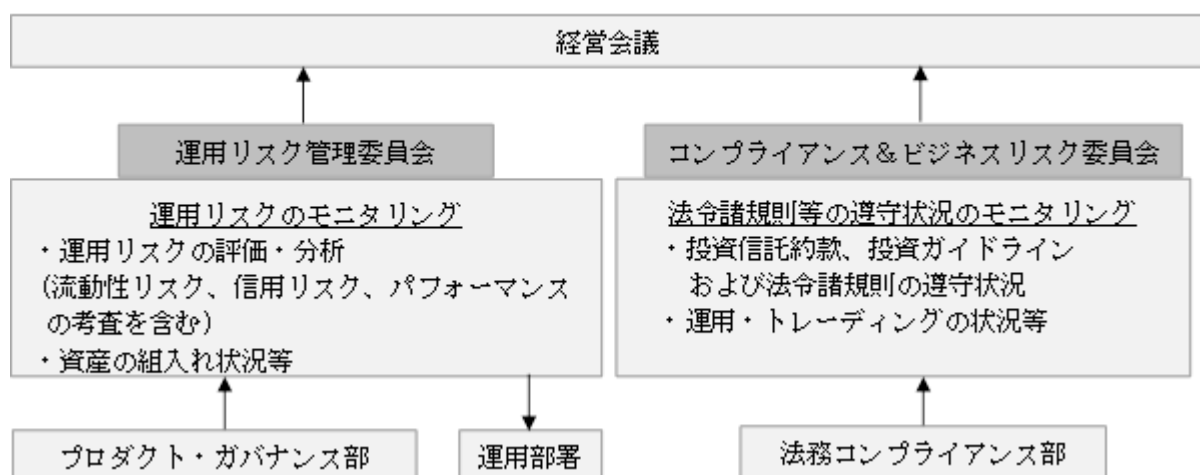 経営会議
運用リスク管理委員会
運用リスクのモニタリング
・運用リスクの評価・分析
(流動性リスク、信用リスク、パフォーマンス
の考査を含む)
・資産の組入れ状況等
コンプライアンス&ビジネスリスク委員会
法令諸規則等の遵守状況のモニタリング
・投資信託約款、投資ガイドライン
および法令諸規則の遵守状況
・運用・トレーディングの状況等
プロダクト・ガバナンス部
運用部署
法務コンプライアンス部